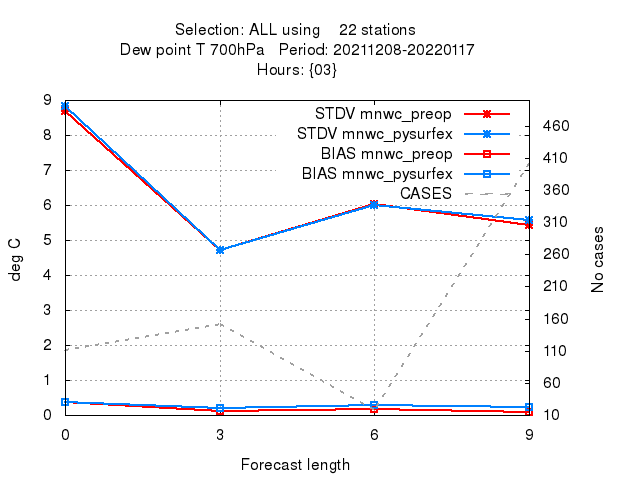 Selection: ALL using    22 stations
Dew point T 700hPa   Period: 20211208-20220117
Hours: {03}
STDV mnwc_preop
STDV mnwc_pysurfex
BIAS mnwc_preop
BIAS mnwc_pysurfex
CASES
deg C
9
8
7
6
5
4
3
2
1
0
460
410
360
310
260
210
160
110
60
10
No cases
0 3 6 9
Forecast length